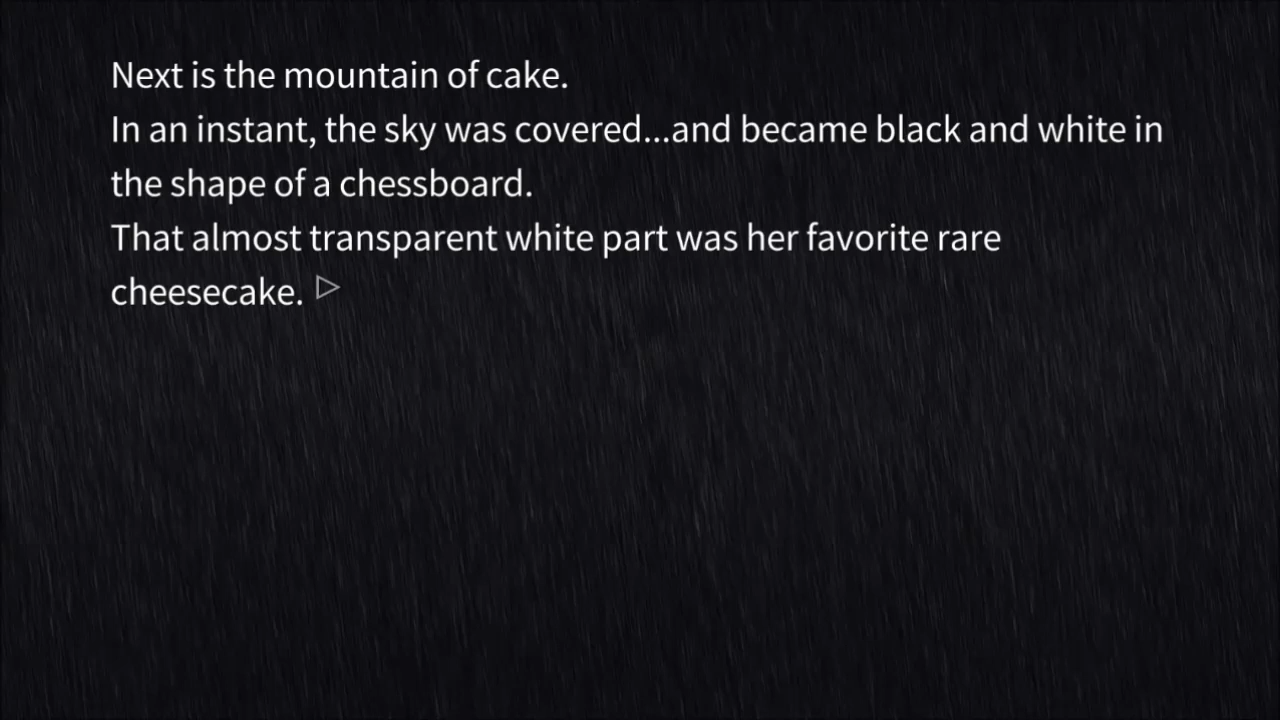 Next is the mountain of cake.
In an instant, the sky was covered...and became black and white in
the shape of a chessboard.
That almost transparent white part was her favorite rare
cheesecake.